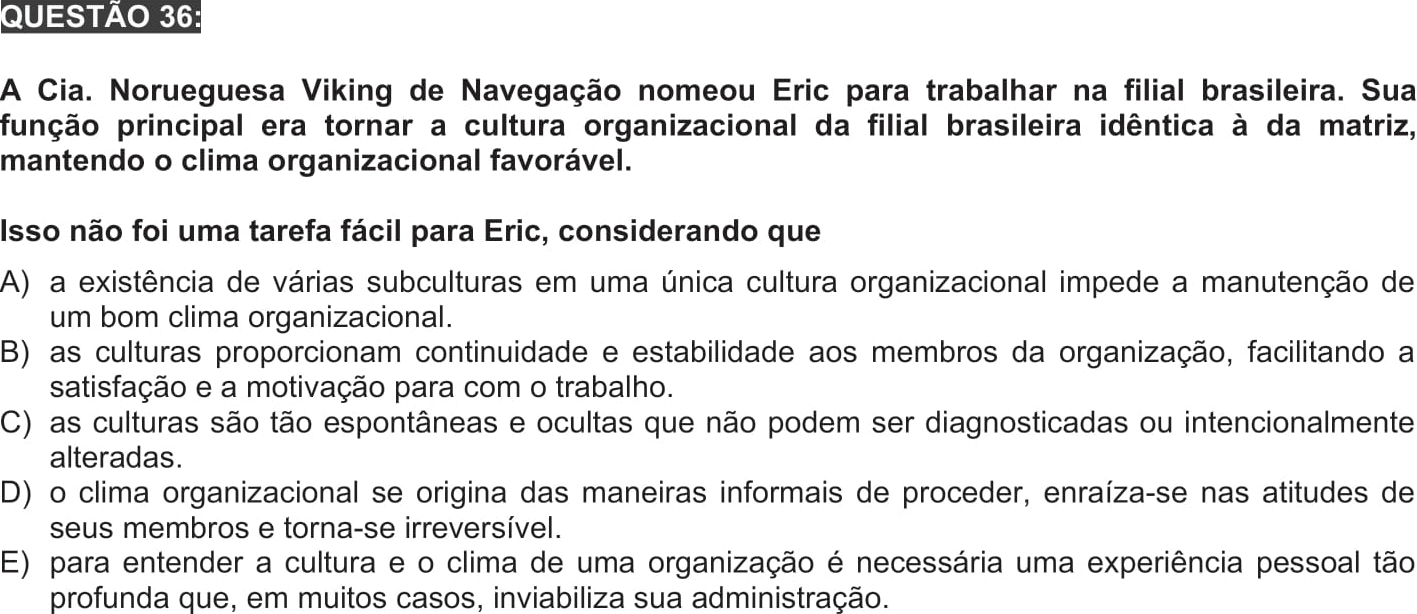 QUESTÃO 36:
A Cia. Norueguesa Viking de Navegação nomeou Eric para trabalhar na filial brasileira. Sua
função principal era tornar a cultura organizacional da filial brasileira idêntica à da matriz,
mantendo o clima organizacional favorável.
Isso não foi uma tarefa fácil para Eric, considerando que
A) a existência de várias subculturas em uma única cultura organizacional impede a manutenção de
um bom clima organizacional.
B) as culturas proporcionam continuidade e estabilidade aos membros da organização, facilitando a
satisfação e a motivação para com o trabalho.
C) as culturas são tão espontâneas e ocultas que não podem ser diagnosticadas ou intencionalmente
alteradas.
D) o clima organizacional se origina das maneiras informais de proceder, enraíza-se nas atitudes de
seus membros e torna-se irreversível.
E) para entender a cultura e o clima de uma organização é necessária uma experiência pessoal tão
profunda que, em muitos casos, inviabiliza sua administração.